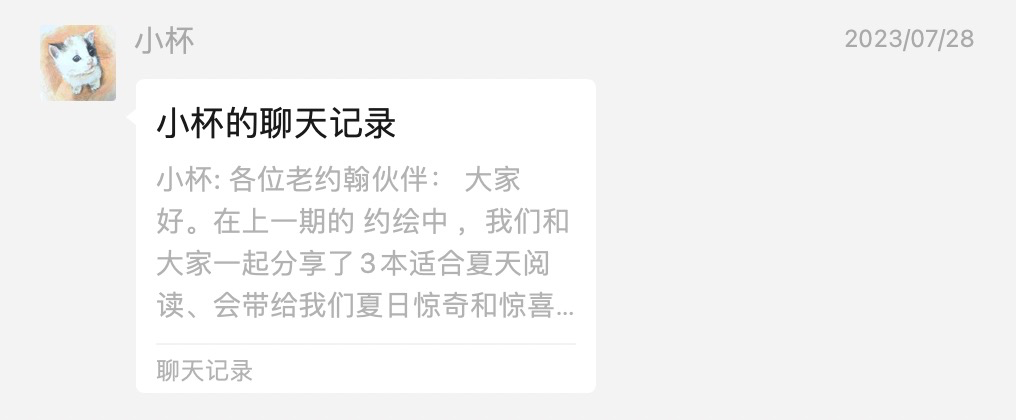 小杯
2023/07/28
小杯的聊天记录
小杯: 各位老约翰伙伴： 大家
好。在上一期的 约绘中 ，我们和
大家一起分享了3本适合夏天阅
读、会带给我们夏日惊奇和惊喜...
聊天记录